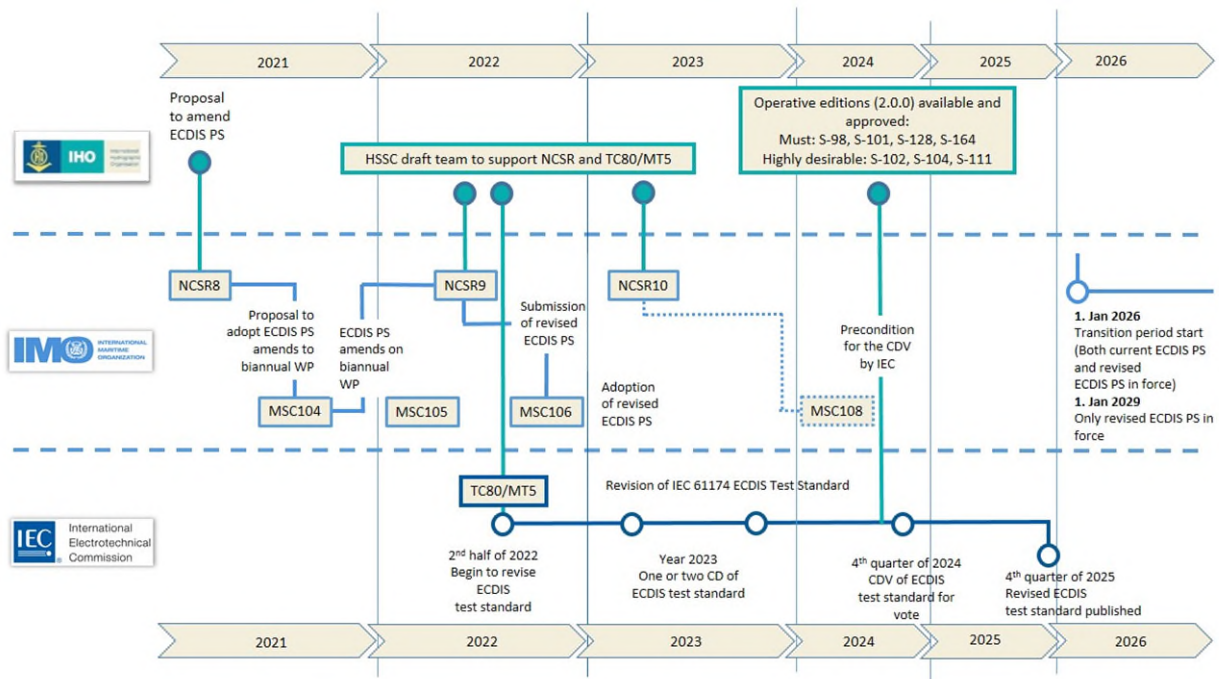 2021
2022
2023
2024
2025
2026
Proposal
to amend
ECDIS PS
Operative editions (2.0.0) available and
approved:
Must: S-98, S-101, S-128, S-164
Highly desirable: S-102, S-104, S-111
IHO
International
Hydrographic
Organization
HSSC draft team to support NCSR and TC80/MT5
NCSR8
NCSR9
NCSR10
Proposal to
adopt ECDIS PS
amends to
biannual WP
ECDIS PS
amends on
biannual
WP
Submission
of revised
ECDIS PS
Precondition
for the CDV
by IEC
1. Jan 2026
Transition period start
(Both current ECDIS PS
and revised
ECDIS PS in force)
1. Jan 2029
Only revised ECDIS PS in
force
IMO
INTERNATIONAL
MARITIME
ORGANIZATION
MSC104
MSC105
MSC106
Adoption
of revised
ECDIS PS
MSC108
TC80/MT5
Revision of IEC 61174 ECDIS Test Standard
IEC
International
Electrotechnical
Commission
2nd half of 2022
Begin to revise
ECDIS
test standard
Year 2023
One or two CD of
ECDIS test standard
4th quarter of 2024
CDV of ECDIS
test standard for
vote
4th quarter of 2025
Revised ECDIS
test standard published
2021
2022
2023
2024
2025
2026